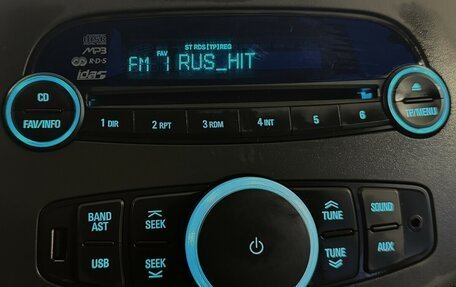 FAV ST RDS [TP] REG
MP3
R·D·S
FM 1 RUS_HIT
idas
CD
FAV/INFO
1 DIR 2 RPT 3 RDM 4 INT 5 6
TP/MENU
BAND
AST
SEEK
TUNE
SOUND
USB
SEEK
TUNE
AUX